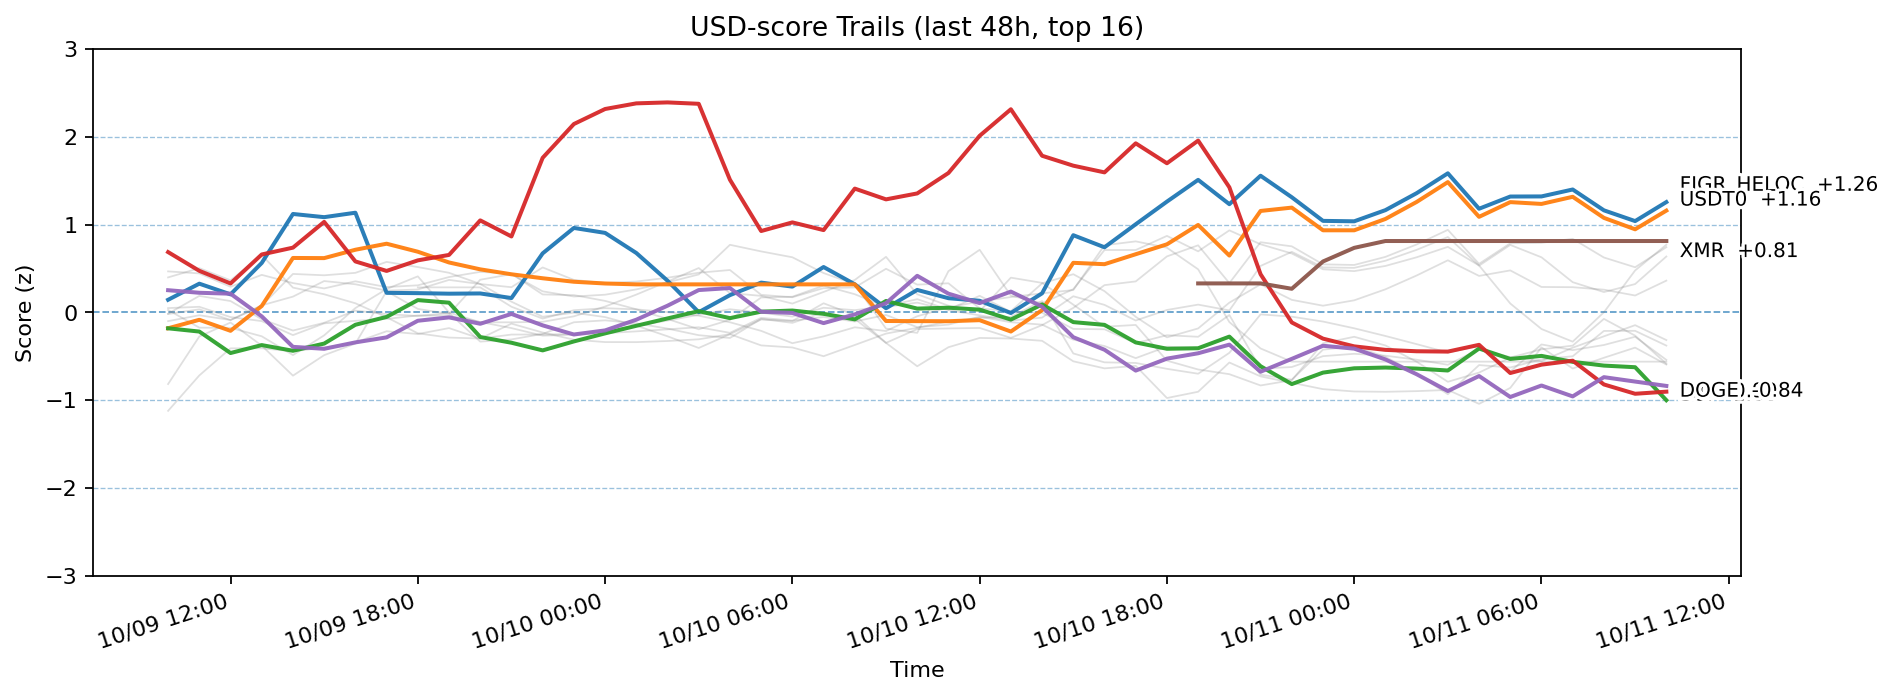 USD-score Trails (last 48h, top 16)
Score (z)
3
2
1
0
−1
−2
−3
FIGR_HELOC +1.26
USDT0 +1.16
XMR +0.81
DOGE -0.84
10/09 12:00
10/09 18:00
10/10 00:00
10/10 06:00
10/10 12:00
10/10 18:00
10/11 00:00
10/11 06:00
10/11 12:00
Time